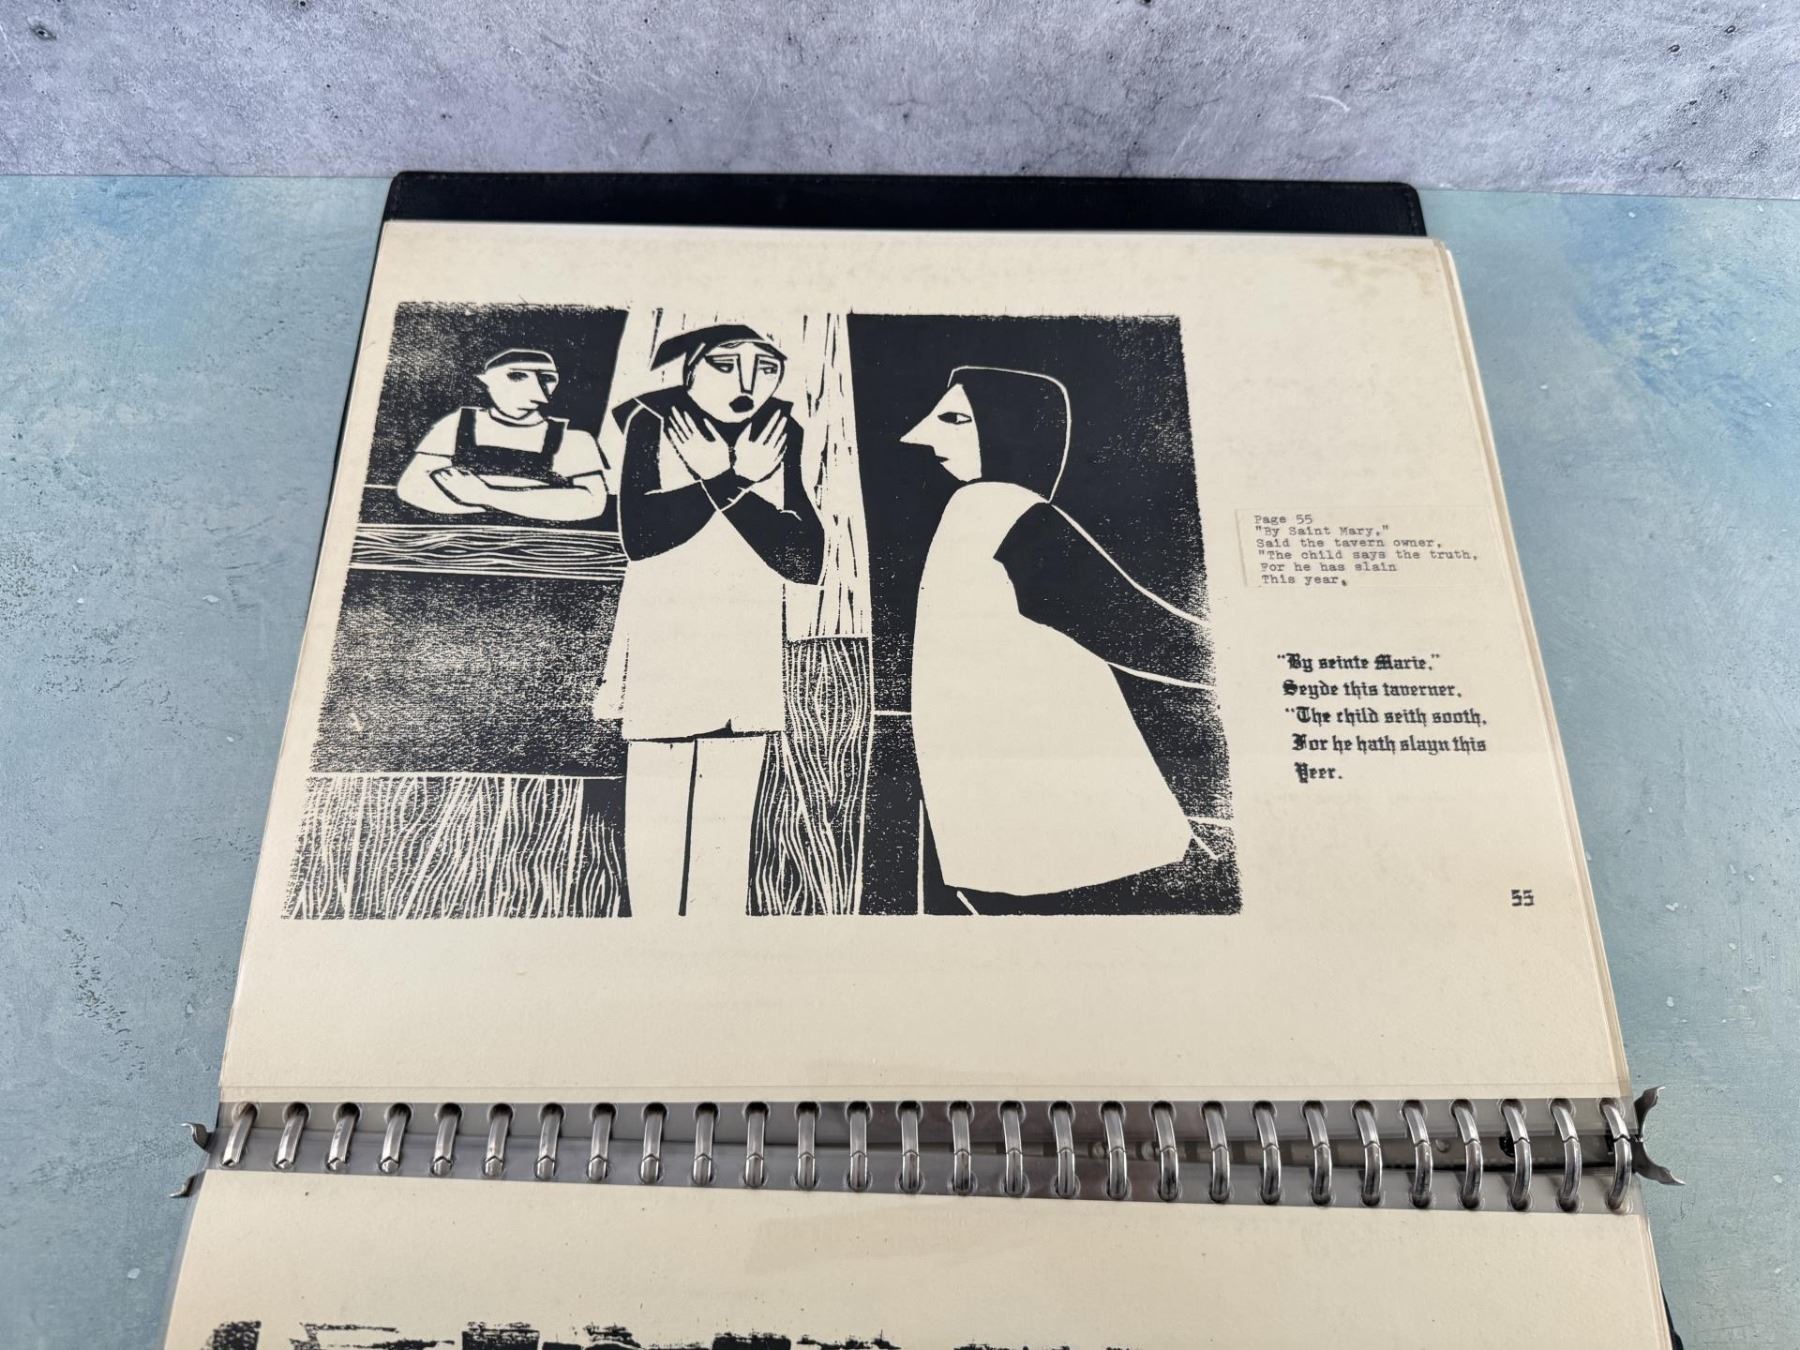 Page 55
"By Saint Mary,"
Said the tavern owner,
"The child says the truth,
For he has slain
This year.
"By seinte Marie,"
Seyde this taverner,
"The child seith sooth,
For he hath slayn this
Yeer.
55